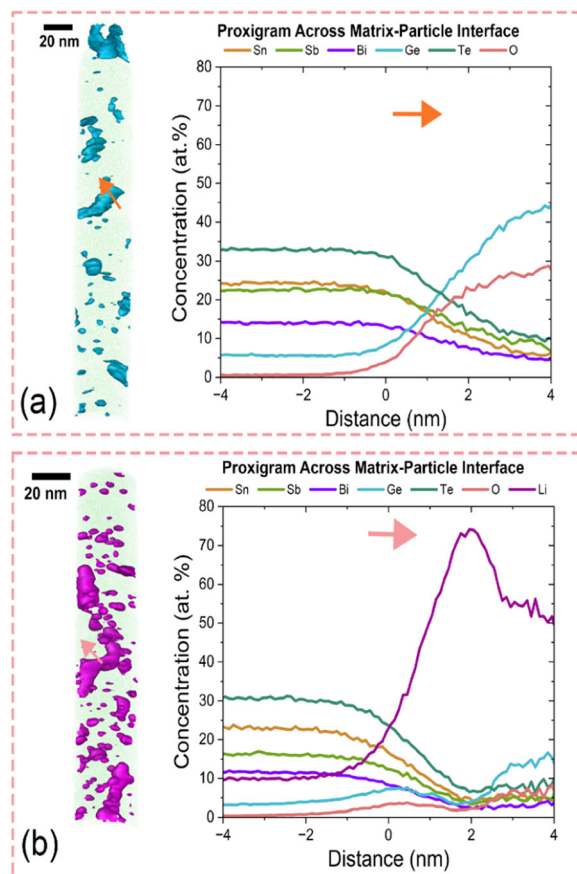 20 nm
Proxigram Across Matrix-Particle Interface
Sn Sb Bi Ge Te O
80
70
60
50
40
30
20
10
0
Concentration (at.%)
-4 -2 0 2 4
Distance (nm)
(a)
20 nm
Proxigram Across Matrix-Particle Interface
Sn Sb Bi Ge Te O Li
80
70
60
50
40
30
20
10
0
Concentration (at. %)
-4 -2 0 2 4
Distance (nm)
(b)